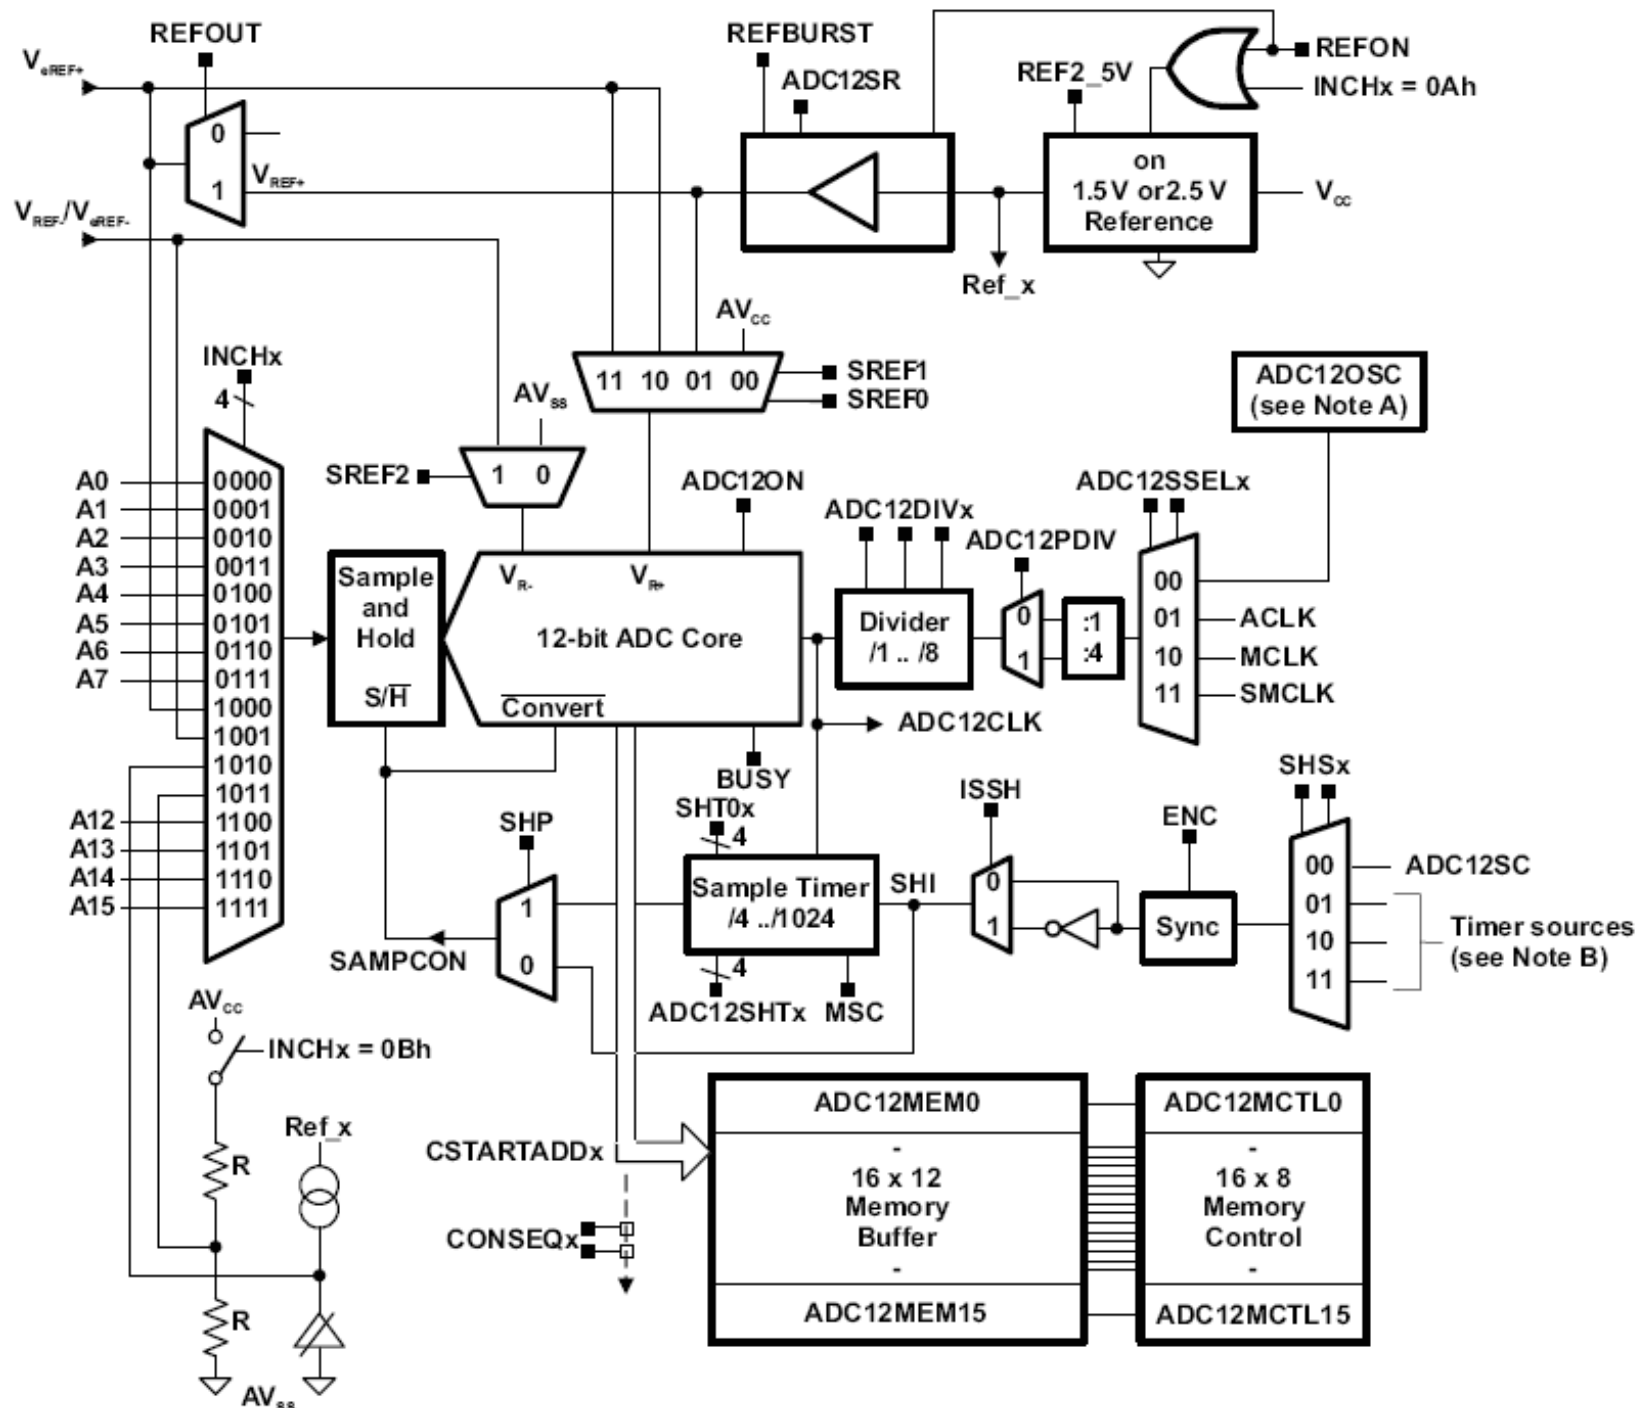 REFOUT
REFBURST
REFON
VeREF+
ADC12SR
REF2_5V
INCHx = 0Ah
0
1
VREF+
on
1.5 V or2.5 V
Reference
VCC
VREF-/VeREF-
Ref_x
AVCC
INCHx
4
11 10 01 00
SREF1
SREF0
ADC12OSC
(see Note A)
AVSS
SREF2
1 0
ADC12ON
ADC12DIVx
ADC12SSELx
ADC12PDIV
A0 0000
A1 0001
A2 0010
A3 0011
A4 0100
A5 0101
A6 0110
A7 0111
1000
1001
1010
1011
A12 1100
A13 1101
A14 1110
A15 1111
Sample
and
Hold
S/H
VR-
VR+
12-bit ADC Core
Convert
Divider
/1 .. /8
0
1
:1
:4
00
01 ACLK
10 MCLK
11 SMCLK
ADC12CLK
BUSY
SHP
SHT0x
4
ISSH
ENC
SHSx
1
0
Sample Timer
/4 ../1024
SHI
0
1
Sync
00 ADC12SC
01
10
11
Timer sources
(see Note B)
SAMPCON
4
ADC12SHTx
MSC
AVCC
INCHx = 0Bh
Ref_x
R
R
AVSS
CSTARTADDx
CONSEQx
ADC12MEM0
-
16 x 12
Memory
Buffer
-
ADC12MEM15
ADC12MCTL0
-
16 x 8
Memory
Control
-
ADC12MCTL15